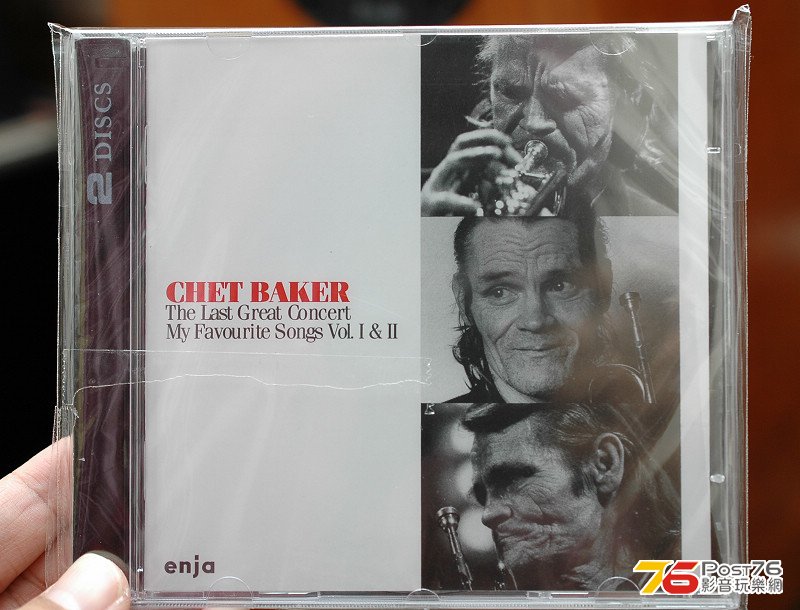 2 DISCS
CHET BAKER
The Last Great Concert
My Favourite Songs Vol. I & II
enja
76 Post76
影音玩樂網